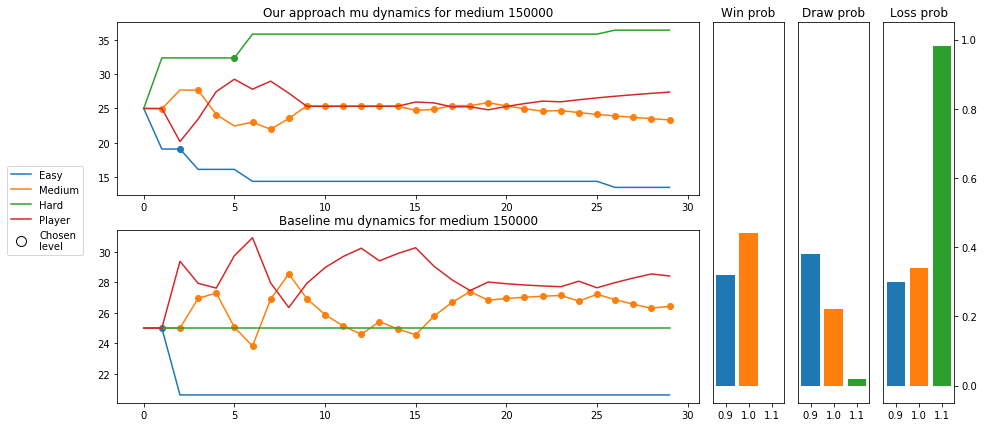 Our approach mu dynamics for medium 150000
Win prob
Draw prob
Loss prob
35
30
25
20
15
0
5
10
15
20
25
30
Easy
Medium
Hard
Player
Chosen
level
Baseline mu dynamics for medium 150000
30
28
26
24
22
0
5
10
15
20
25
30
0.9 1.0 1.1
0.9 1.0 1.1
0.9 1.0 1.1
1.0
0.8
0.6
0.4
0.2
0.0